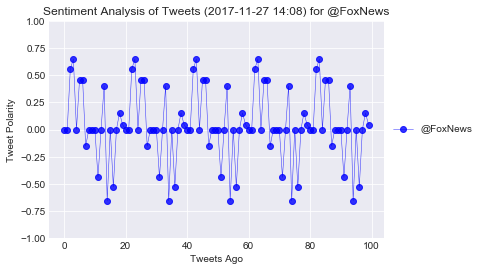 Sentiment Analysis of Tweets (2017-11-27 14:08) for @FoxNews
1.00
0.75
0.50
0.25
0.00
−0.25
−0.50
−0.75
−1.00
Tweet Polarity
0 20 40 60 80 100
Tweets Ago
@FoxNews